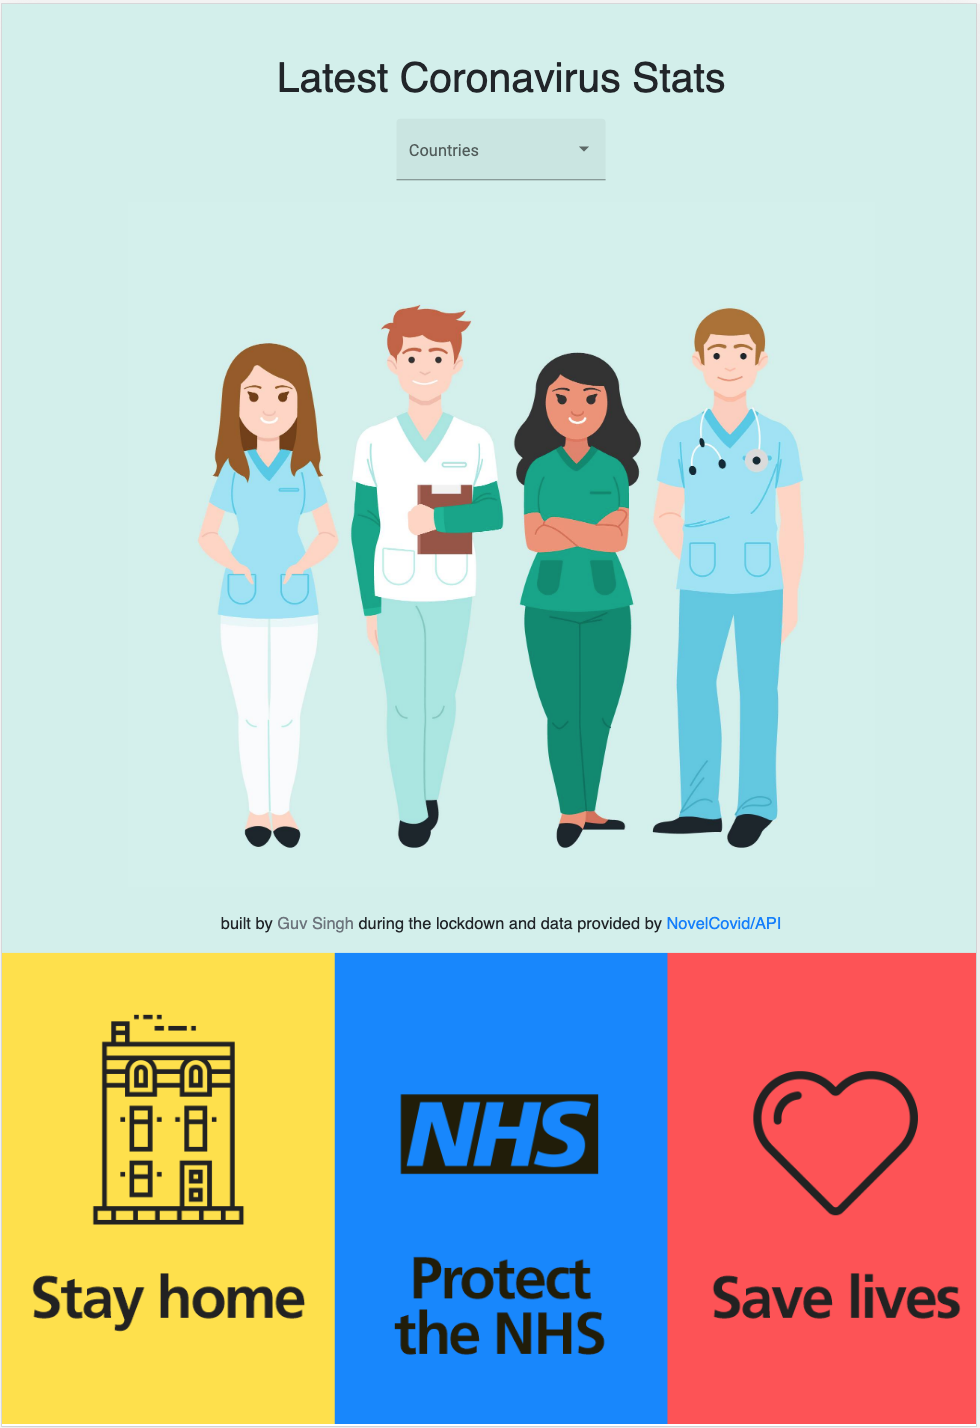 Latest Coronavirus Stats
Countries
built by Guv Singh during the lockdown and data provided by NovelCovid/API
Stay home
NHS
Protect
the NHS
Save lives